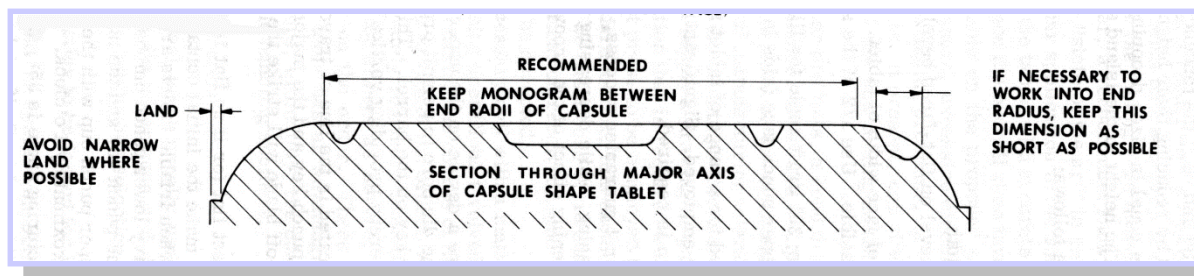 RECOMMENDED
KEEP MONOGRAM BETWEEN
END RADII OF CAPSULE
LAND
AVOID NARROW
LAND WHERE
POSSIBLE
IF NECESSARY TO
WORK INTO END
RADIUS, KEEP THIS
DIMENSION AS
SHORT AS POSSIBLE
SECTION THROUGH MAJOR AXIS
OF CAPSULE SHAPE TABLET